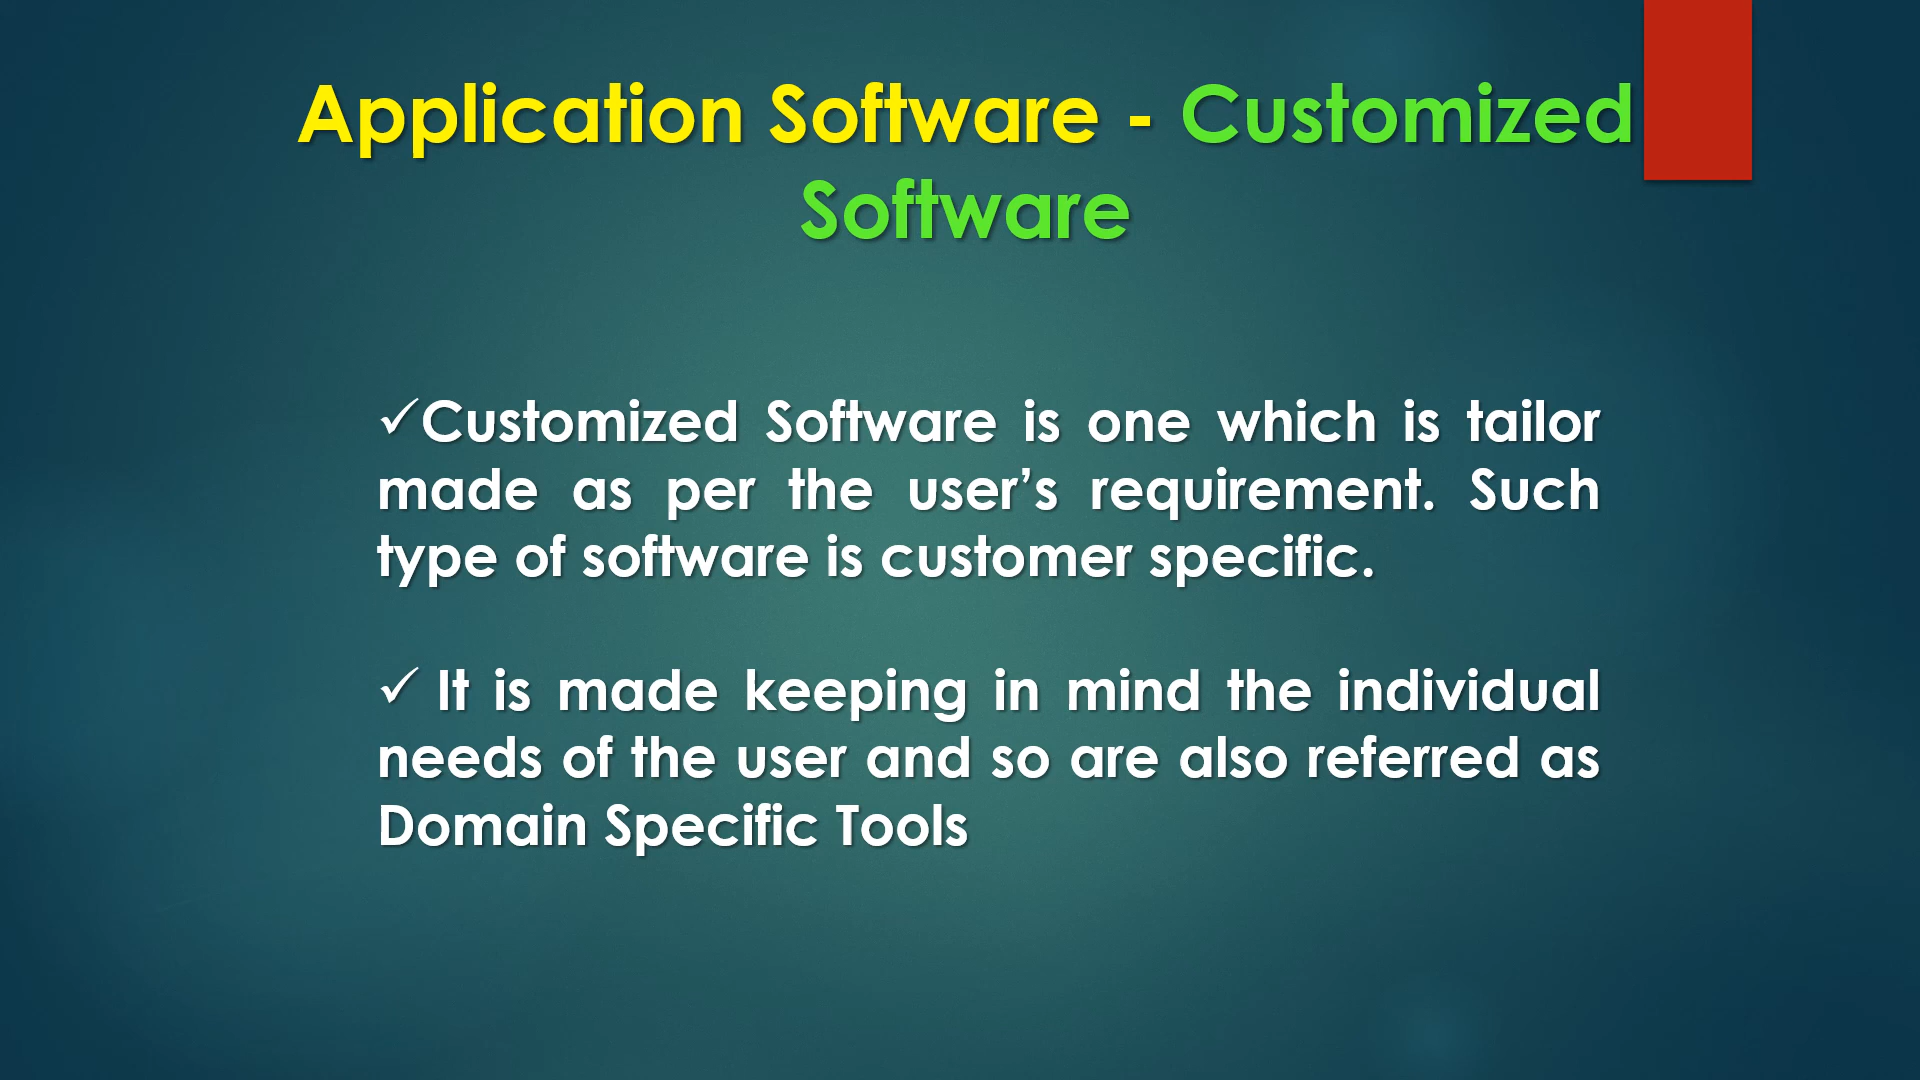 Application Software - Customized
Software
✓Customized Software is one which is tailor
made as per the user’s requirement. Such
type of software is customer specific.
✓ It is made keeping in mind the individual
needs of the user and so are also referred as
Domain Specific Tools